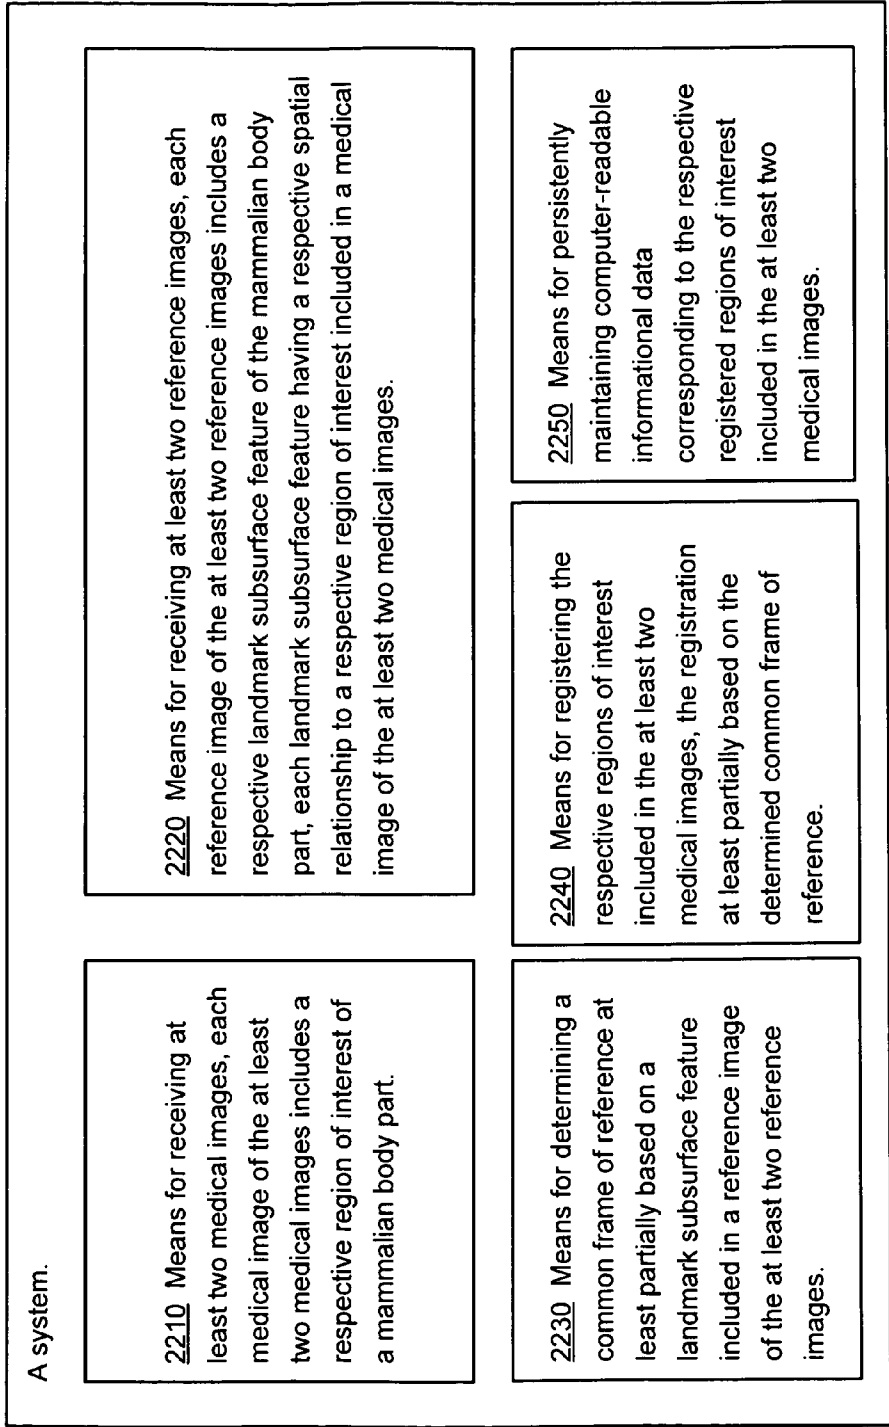 A system.
2210 Means for receiving at
least two medical images, each
medical image of the at least
two medical images includes a
respective region of interest of
a mammalian body part.
2220 Means for receiving at least two reference images, each
reference image of the at least two reference images includes a
respective landmark subsurface feature of the mammalian body
part, each landmark subsurface feature having a respective spatial
relationship to a respective region of interest included in a medical
image of the at least two medical images.
2230 Means for determining a
common frame of reference at
least partially based on a
landmark subsurface feature
included in a reference image
of the at least two reference
images.
2240 Means for registering the
respective regions of interest
included in the at least two
medical images, the registration
at least partially based on the
determined common frame of
reference.
2250 Means for persistently
maintaining computer-readable
informational data
corresponding to the respective
registered regions of interest
included in the at least two
medical images.